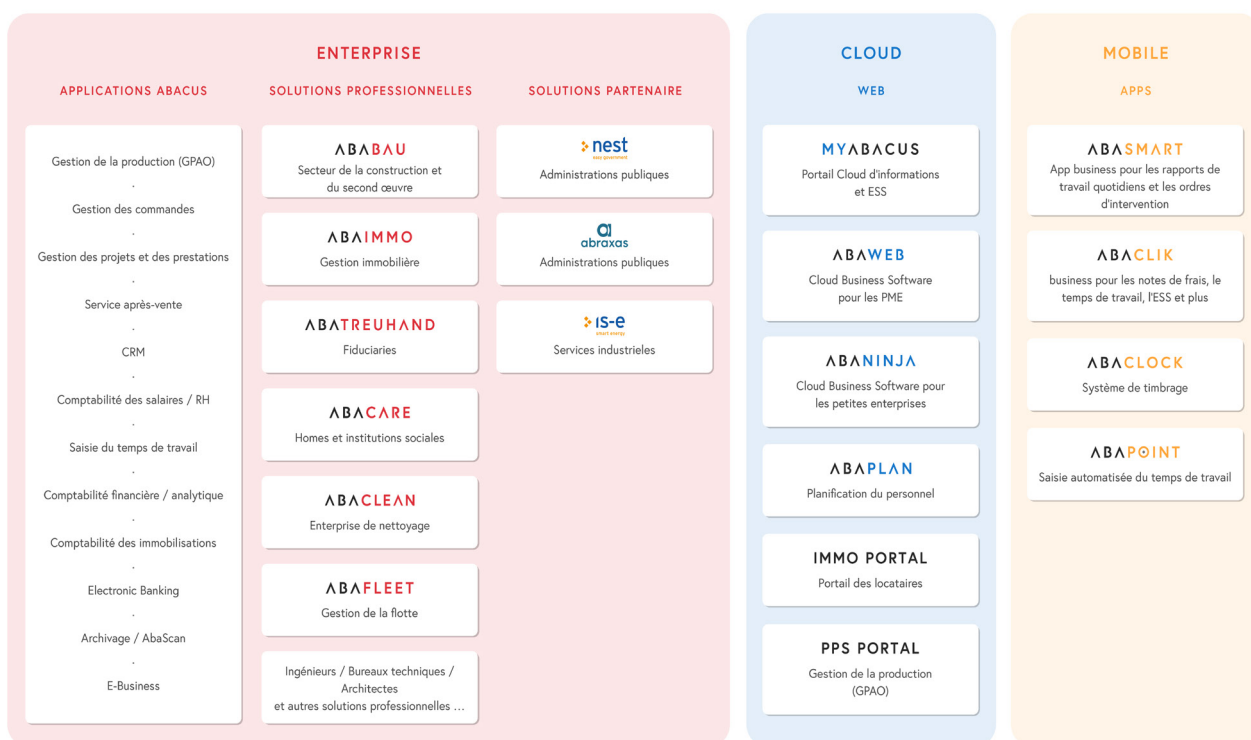 ENTERPRISE
APPLICATIONS ABACUS
Gestion de la production (GPAO)
.
Gestion des commandes
.
Gestion des projets et des prestations
.
Service après-vente
.
CRM
.
Comptabilité des salaires / RH
.
Saisie du temps de travail
.
Comptabilité financière / analytique
.
Comptabilité des immobilisations
.
Electronic Banking
.
Archivage / AbaScan
.
E-Business
SOLUTIONS PROFESSIONNELLES
ABABAU
Secteur de la construction et
du second œuvre
ABAIMMO
Gestion immobilière
ABATREUHAND
Fiduciaries
ABACARE
Homes et institutions sociales
ABACLEAN
Enterprise de nettoyage
ABAFLEET
Gestion de la flotte
Ingénieurs / Bureaux techniques /
Architectes
et autres solutions professionnelles ...
SOLUTIONS PARTENAIRE
nest
easy government
Administrations publiques
abraxas
Administrations publiques
is-e
smart energy
Services industrieles
CLOUD
WEB
MYABACUS
Portail Cloud d'informations
et ESS
ABAWEB
Cloud Business Software
pour les PME
ABANINJA
Cloud Business Software pour
les petites enterprises
ABAPLAN
Planification du personnel
IMMO PORTAL
Portail des locataires
PPS PORTAL
Gestion de la production
(GPAO)
MOBILE
APPS
ABASMART
App business pour les rapports de
travail quotidiens et les ordres
d'intervention
ABACLIK
business pour les notes de frais, le
temps de travail, l'ESS et plus
ABACLOCK
Système de timbrage
ABAPOINT
Saisie automatisée du temps de travail